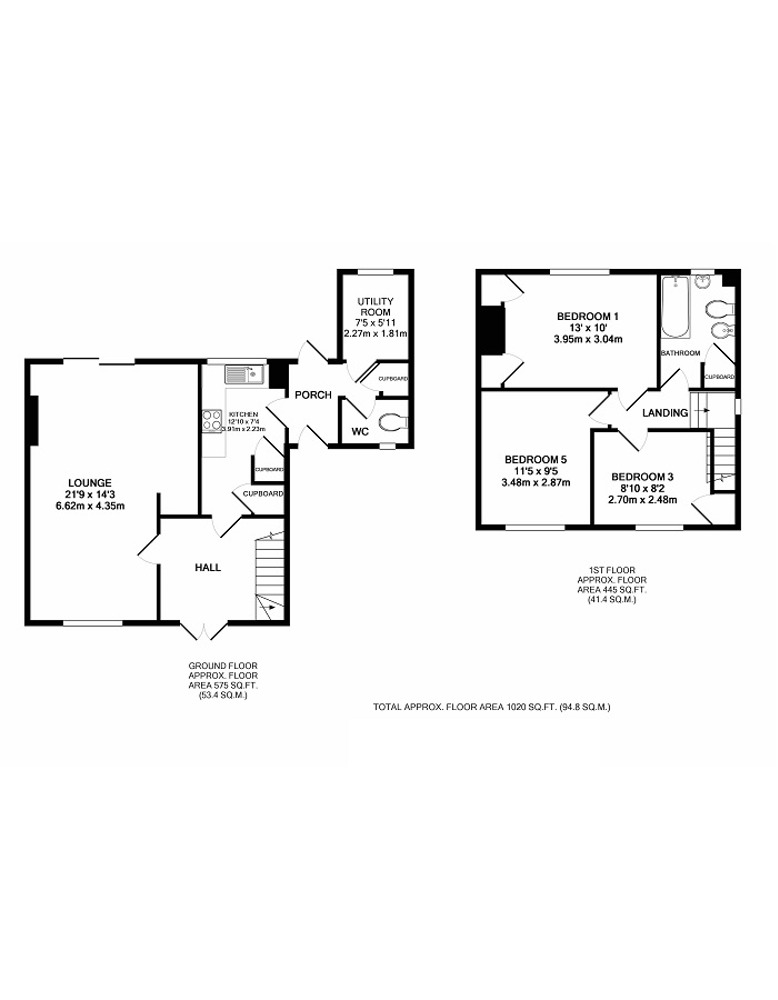 UTILITY
ROOM
7'5 x 5'11
2.27m x 1.81m
CUPBOARD
PORCH
WC
KITCHEN
12'10 x 7'4
3.91m x 2.23m
CUPBOARD
CUPBOARD
LOUNGE
21'9 x 14'3
6.62m x 4.35m
HALL
GROUND FLOOR
APPROX. FLOOR
AREA 575 SQ.FT.
(53.4 SQ.M.)
BEDROOM 1
13' x 10'
3.95m x 3.04m
BATHROOM
CUPBOARD
LANDING
BEDROOM 5
11'5 x 9'5
3.48m x 2.87m
BEDROOM 3
8'10 x 8'2
2.70m x 2.48m
1ST FLOOR
APPROX. FLOOR
AREA 445 SQ.FT.
(41.4 SQ.M.)
TOTAL APPROX. FLOOR AREA 1020 SQ.FT. (94.8 SQ.M.)